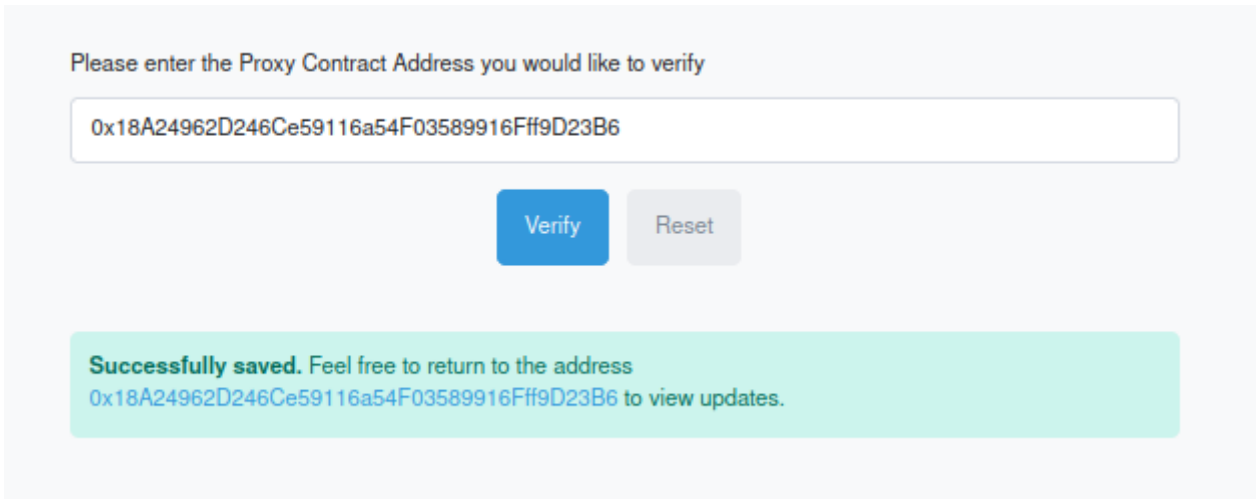 Please enter the Proxy Contract Address you would like to verify
0x18A24962D246Ce59116a54F03589916Fff9D23B6
Verify
Reset
Successfully saved. Feel free to return to the address
0x18A24962D246Ce59116a54F03589916Fff9D23B6 to view updates.